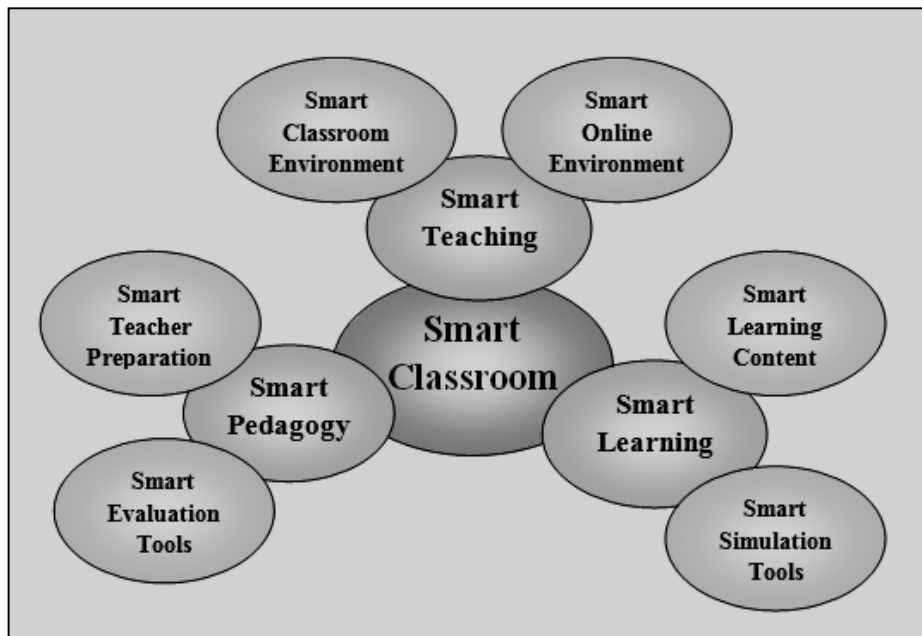 Smart
Classroom
Environment
Smart
Online
Environment
Smart
Teaching
Smart
Teacher
Preparation
Smart
Classroom
Smart
Learning
Content
Smart
Pedagogy
Smart
Learning
Smart
Evaluation
Tools
Smart
Simulation
Tools